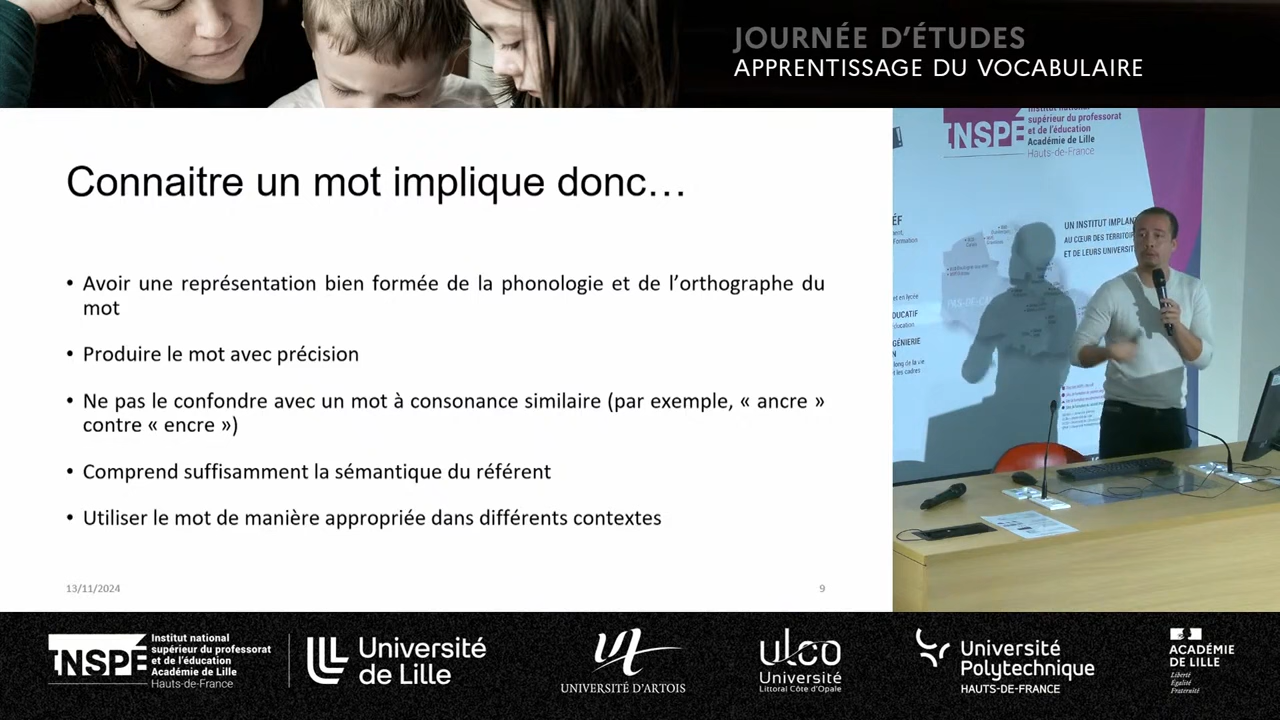 JOURNÉE D'ÉTUDES
APPRENTISSAGE DU VOCABULAIRE
Connaitre un mot implique donc…
• Avoir une représentation bien formée de la phonologie et de l'orthographe du
mot
• Produire le mot avec précision
• Ne pas le confondre avec un mot à consonance similaire (par exemple, « ancre »
contre « encre »)
• Comprend suffisamment la sémantique du référent
• Utiliser le mot de manière appropriée dans différents contextes
13/11/2024
9
INSPÉ
Institut national
supérieur du professorat
et de l'éducation
Académie de Lille
Hauts-de-France
UN INSTITUT IMPLAN
AU CŒUR DES TERRITOIR
ET DE LEURS UNIVERSIT
INSPÉ
Institut national
supérieur du professorat
et de l'éducation
Académie de Lille
Hauts-de-France
Université
de Lille
UNIVERSITÉ D'ARTOIS
ulco
Université
Littoral Côte d'Opale
Université
Polytechnique
HAUTS-DE-FRANCE
ACADÉMIE
DE LILLE
Liberté
Égalité
Fraternité